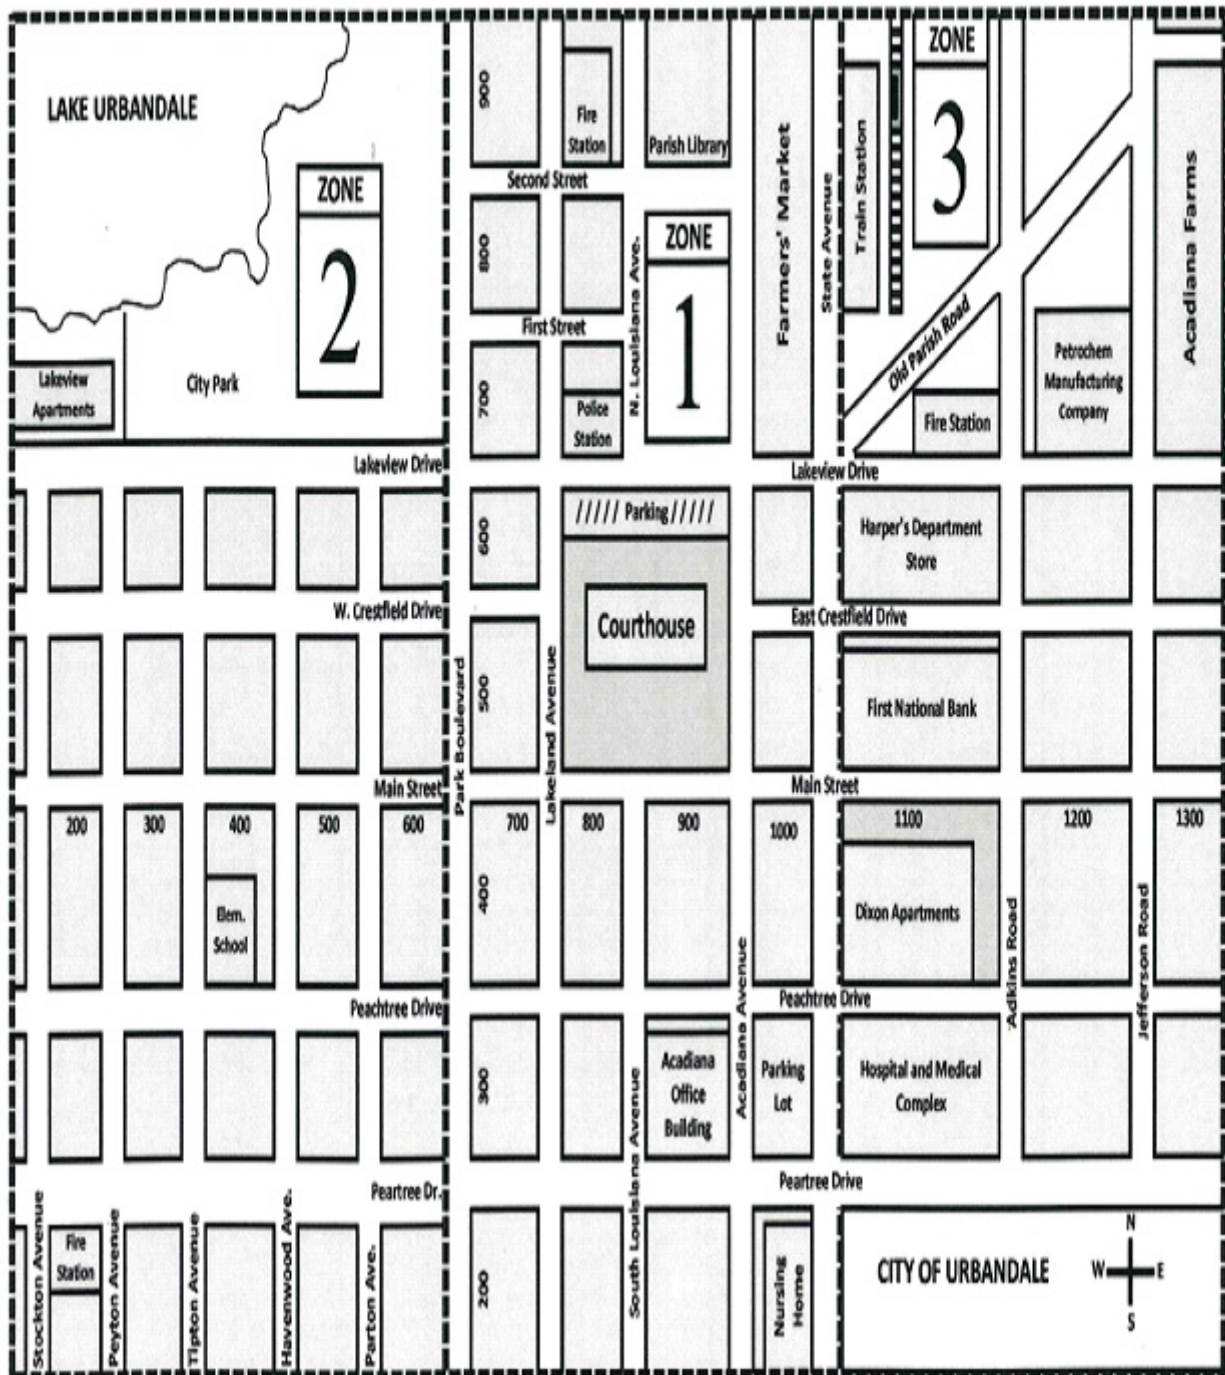 LAKE URBANDALE
ZONE
2
Lakeview
Apartments
City Park
Lakeview Drive
W. Crestfield Drive
Main Street
200
300
400
500
600
Elem.
School
Peachtree Drive
Peartree Dr.
Fire
Station
Stockton Avenue
Peyton Avenue
Tipton Avenue
Havenwood Ave.
Parton Ave.
Park Boulevard
900
Fire
Station
Parish Library
Second Street
800
N. Louisiana Ave.
ZONE
1
First Street
700
Police
Station
Farmers' Market
600
///// Parking /////
Courthouse
500
Lakeland Avenue
700
800
900
1000
400
300
Acadiana
Office
Building
Acadiana Avenue
Parking
Lot
South Louisiana Avenue
200
Nursing
Home
State Avenue
Train Station
ZONE
3
Old Parish Road
Fire Station
Petrochem
Manufacturing
Company
Acadiana Farms
Lakeview Drive
Harper's Department
Store
East Crestfield Drive
First National Bank
Main Street
1100
1200
1300
Dixon Apartments
Adkins Road
Jefferson Road
Peachtree Drive
Hospital and Medical
Complex
Peartree Drive
CITY OF URBANDALE
N
W
E
S